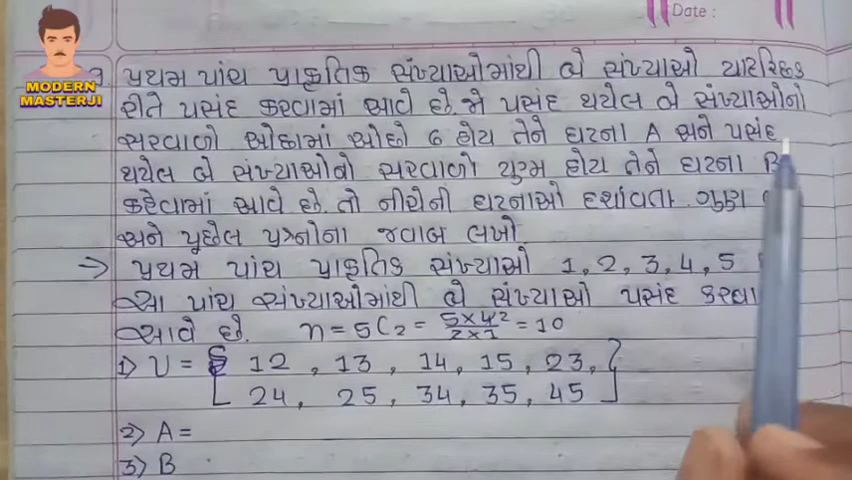 Date :
MODERN
MASTERJI
પ્રથમ પાંચ પ્રાકૃતિક સંખ્યાઓમાંથી બે સંખ્યાઓ યાદચ્છિક
રીતે પસંદ કરવામાં આવે છે. જો પસંદ થયેલ બે સંખ્યાઓનો
સરવાળો ઓછામાં ઓછો 6 હોય તેને ઘટના A અને પસંદ
થયેલ બે સંખ્યાઓનો સરવાળો યુગ્મ હોય તેને ઘટના B
કહેવામાં આવે છે. તો નીચેની ઘટનાઓ દર્શાવતા ગણ
અને પૂછેલ પ્રશ્નોના જવાબ લખો
→ પ્રથમ પાંચ પ્રાકૃતિક સંખ્યાઓ 1, 2, 3, 4, 5
આ પાંચ સંખ્યાઓમાંથી બે સંખ્યાઓ પસંદ કરવા
આવે છે. n = 5C2 = 5×4 2 / 2×1 = 10
1) U = { 12, 13, 14, 15, 23,
24, 25, 34, 35, 45 }
2) A =
3) B